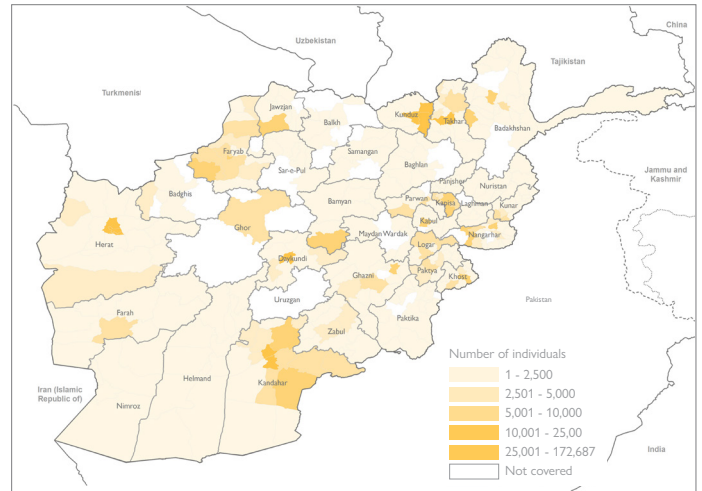 China
Uzbekistan
Tajikistan
Turkmenis
Jawzjan
Balkh
Kunduz
Takhar
Badakhshan
Faryab
Samangan
Baghlan
Sar-o-Pul
Jammu and
Kashmir
Badghis
Panjsher
Nuristan
Bamyan
Parwan
Kapisa
Laghman
Kunar
Ghor
Kabul
Herat
Maydan Wardak
Nangarhar
Logar
Daykundi
Paktya
Khost
Ghazni
Uruzgan
Pakistan
Farah
Paktika
Zabul
Number of individuals
1 - 2,500
2,501 - 5,000
5,001 - 10,000
10,001 - 25,00
25,001 - 172,687
Not covered
Helmand
Kandahar
Iran (Islamic
Republic of)
Nimroz
India